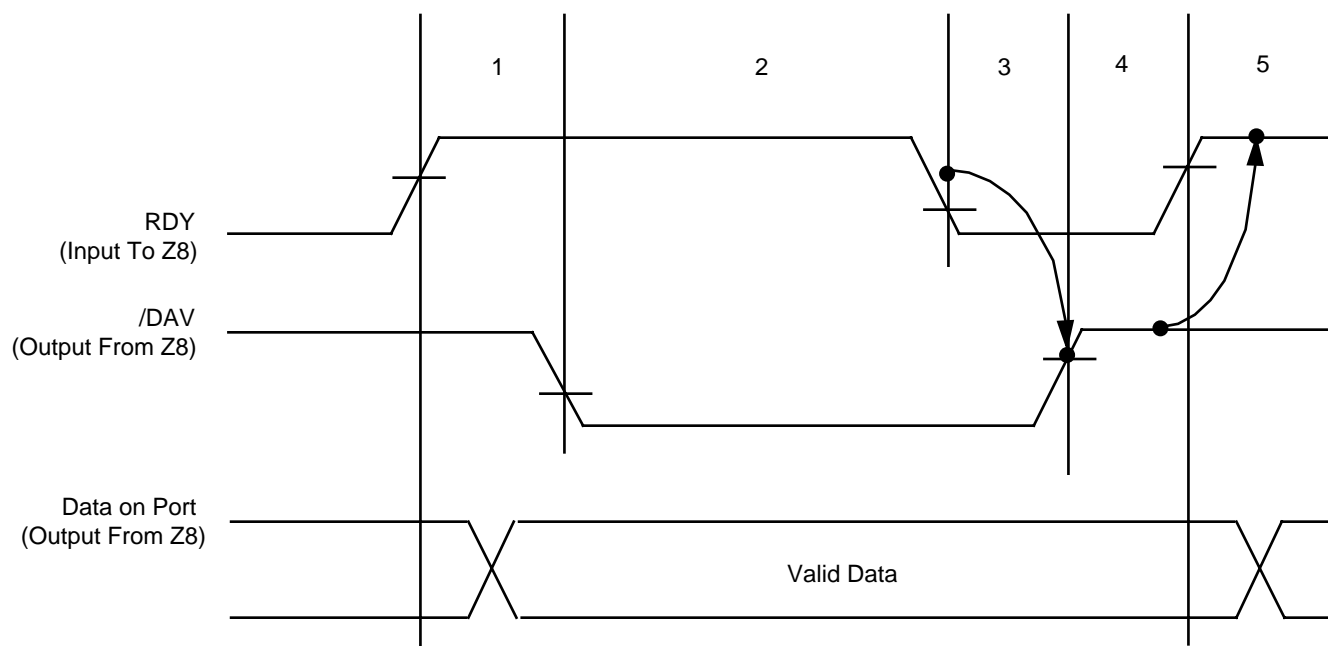 1 2 3 4 5
RDY
(Input To Z8)
/DAV
(Output From Z8)
Data on Port
(Output From Z8)
Valid Data